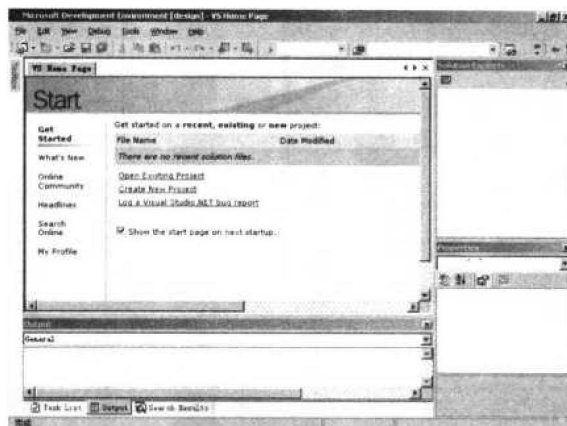 Microsoft Development Environment [design] - VS Home Page
File Edit View Debug Tools Window Help
VS Home Page
Solution Explorer
Start
Get Started
What's New
Online Community
Headlines
Search Online
My Profile
Get started on a recent, existing or new project:
File Name Date Modified
There are no recent solution files.
Open Existing Project
Create New Project
Log a Visual Studio.NET bug report
Show the start page on next startup.
Properties
Output
General
Task List Output Search Results
完成